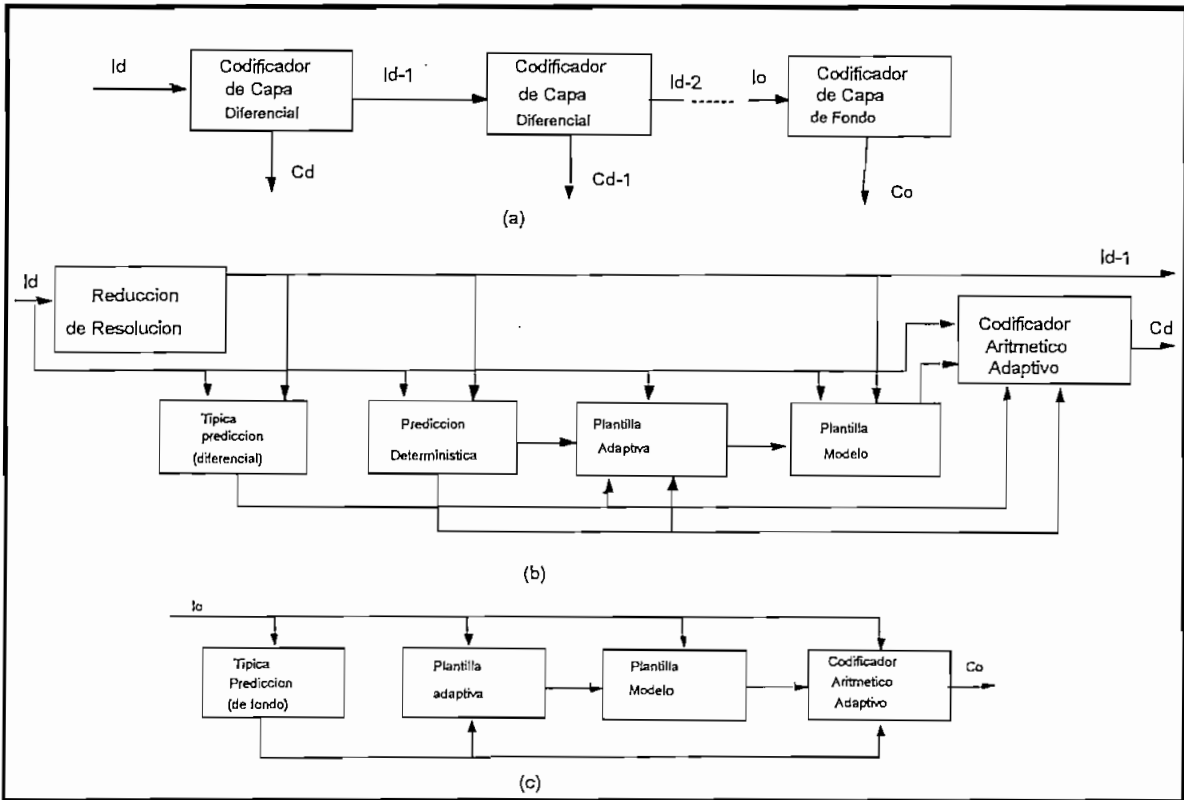 Id
Codificador
de Capa
Diferencial
Id-1
Codificador
de Capa
Diferencial
Id-2
Io
Codificador
de Capa
de Fondo
Cd
Cd-1
Co
(a)
Id
Reduccion
de Resolucion
Id-1
Codificador
Aritmetico
Adaptivo
Cd
Tipica
prediccion
(diferencial)
Prediccion
Deterministica
Plantilla
Adaptiva
Plantilla
Modelo
(b)
Io
Tipica
Prediccion
(de fondo)
Plantilla
adaptiva
Plantilla
Modelo
Codificador
Aritmetico
Adaptivo
Co
(c)